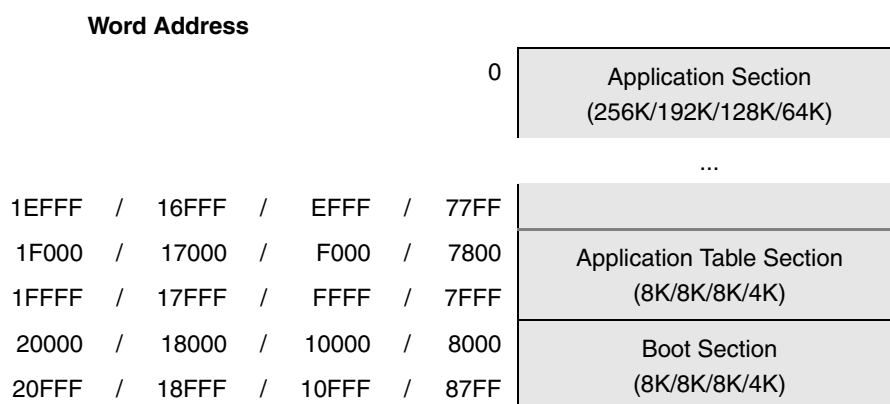 Word Address
0
Application Section
(256K/192K/128K/64K)
...
1EFFF / 16FFF / EFFF / 77FF
1F000 / 17000 / F000 / 7800
Application Table Section
1FFFF / 17FFF / FFFF / 7FFF
(8K/8K/8K/4K)
20000 / 18000 / 10000 / 8000
Boot Section
20FFF / 18FFF / 10FFF / 87FF
(8K/8K/8K/4K)